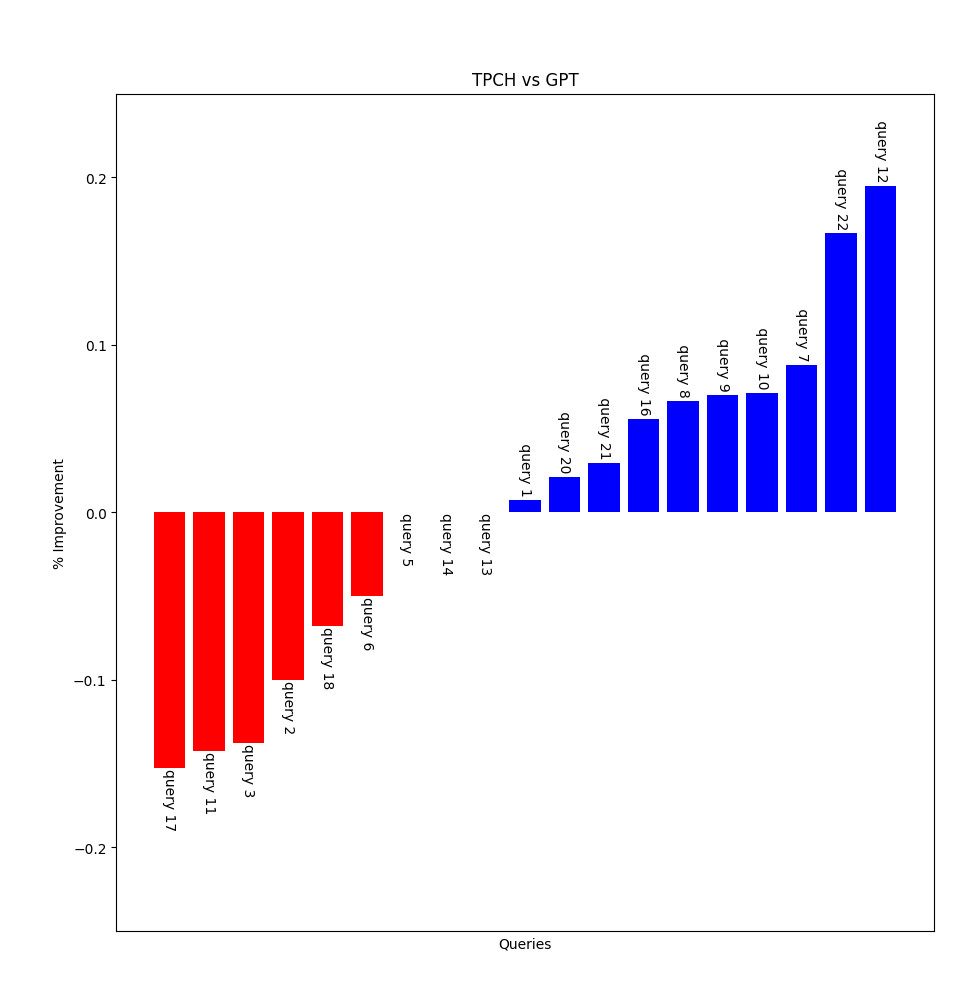 TPCH vs GPT
% Improvement
0.2
0.1
0.0
−0.1
−0.2
query 17
query 11
query 3
query 2
query 18
query 6
query 5
query 14
query 13
query 1
query 20
query 21
query 16
query 8
query 9
query 10
query 7
query 22
query 12
Queries